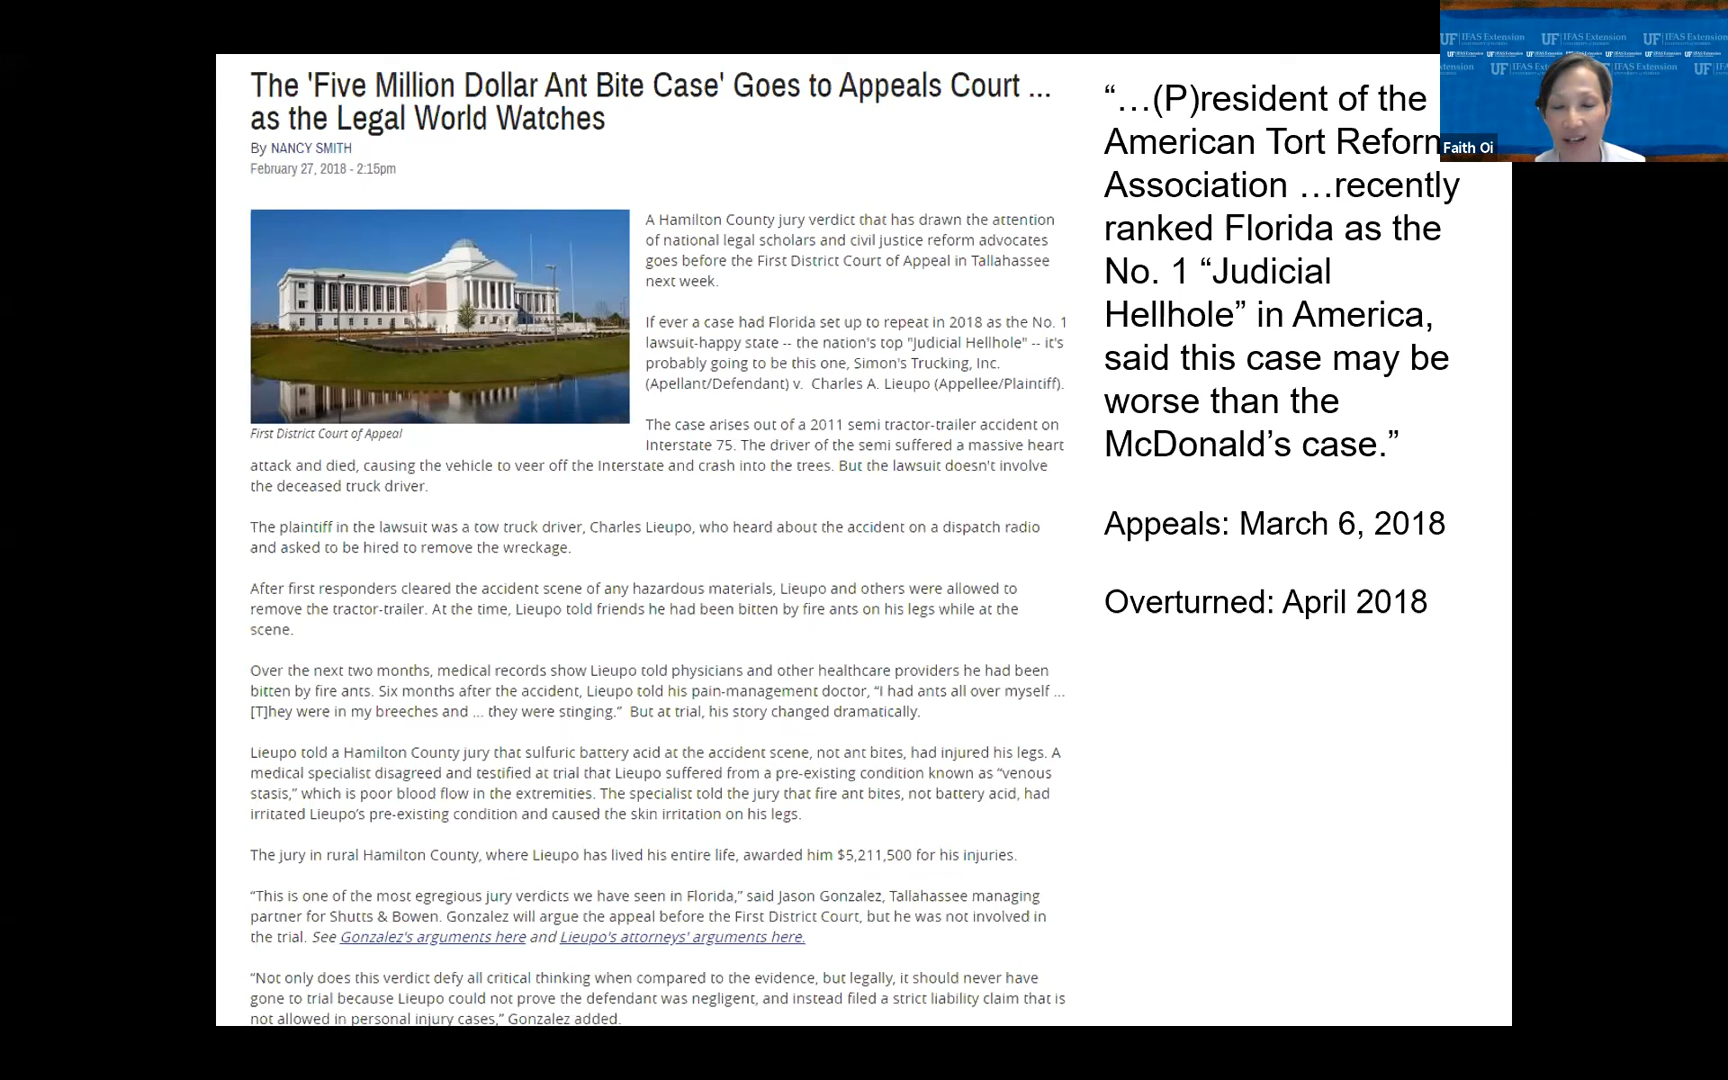 The 'Five Million Dollar Ant Bite Case' Goes to Appeals Court ...
as the Legal World Watches
By NANCY SMITH
February 27, 2018 - 2:15pm
First District Court of Appeal
A Hamilton County jury verdict that has drawn the attention
of national legal scholars and civil justice reform advocates
goes before the First District Court of Appeal in Tallahassee
next week.
If ever a case had Florida set up to repeat in 2018 as the No. 1
lawsuit-happy state -- the nation's top "Judicial Hellhole" -- it's
probably going to be this one, Simon's Trucking, Inc.
(Apellant/Defendant) v. Charles A. Lieupo (Appellee/Plaintiff).
The case arises out of a 2011 semi tractor-trailer accident on
Interstate 75. The driver of the semi suffered a massive heart
attack and died, causing the vehicle to veer off the Interstate and crash into the trees. But the lawsuit doesn't involve
the deceased truck driver.
The plaintiff in the lawsuit was a tow truck driver, Charles Lieupo, who heard about the accident on a dispatch radio
and asked to be hired to remove the wreckage.
After first responders cleared the accident scene of any hazardous materials, Lieupo and others were allowed to
remove the tractor-trailer. At the time, Lieupo told friends he had been bitten by fire ants on his legs while at the
scene.
Over the next two months, medical records show Lieupo told physicians and other healthcare providers he had been
bitten by fire ants. Six months after the accident, Lieupo told his pain-management doctor, “I had ants all over myself ...
[T]hey were in my breeches and ... they were stinging.” But at trial, his story changed dramatically.
Lieupo told a Hamilton County jury that sulfuric battery acid at the accident scene, not ant bites, had injured his legs. A
medical specialist disagreed and testified at trial that Lieupo suffered from a pre-existing condition known as “venous
stasis,” which is poor blood flow in the extremities. The specialist told the jury that fire ant bites, not battery acid, had
irritated Lieupo’s pre-existing condition and caused the skin irritation on his legs.
The jury in rural Hamilton County, where Lieupo has lived his entire life, awarded him $5,211,500 for his injuries.
“This is one of the most egregious jury verdicts we have seen in Florida,” said Jason Gonzalez, Tallahassee managing
partner for Shutts & Bowen. Gonzalez will argue the appeal before the First District Court, but he was not involved in
the trial. See Gonzalez's arguments here and Lieupo's attorneys' arguments here.
“Not only does this verdict defy all critical thinking when compared to the evidence, but legally, it should never have
gone to trial because Lieupo could not prove the defendant was negligent, and instead filed a strict liability claim that is
not allowed in personal injury cases,” Gonzalez added.
“…(P)resident of the
American Tort Reform
Association …recently
ranked Florida as the
No. 1 “Judicial
Hellhole” in America,
said this case may be
worse than the
McDonald’s case.”
Appeals: March 6, 2018
Overturned: April 2018
UF IFAS Extension UF IFAS Extension UF IFAS Extension
Faith Oi